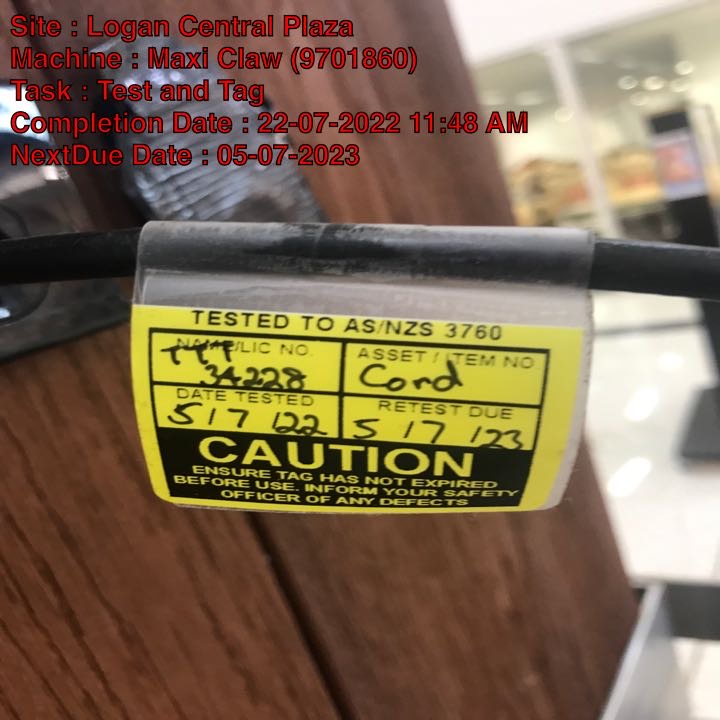 Site : Logan Central Plaza
Machine : Maxi Claw (9701860)
Task : Test and Tag
Completion Date : 22-07-2022 11:48 AM
NextDue Date : 05-07-2023
TESTED TO AS/NZS 3760
NAME/LIC NO.
TTT
34228
ASSET / ITEM NO
Cord
DATE TESTED
5/7/22
RETEST DUE
5/7/23
CAUTION
ENSURE TAG HAS NOT EXPIRED
BEFORE USE. INFORM YOUR SAFETY
OFFICER OF ANY DEFECTS